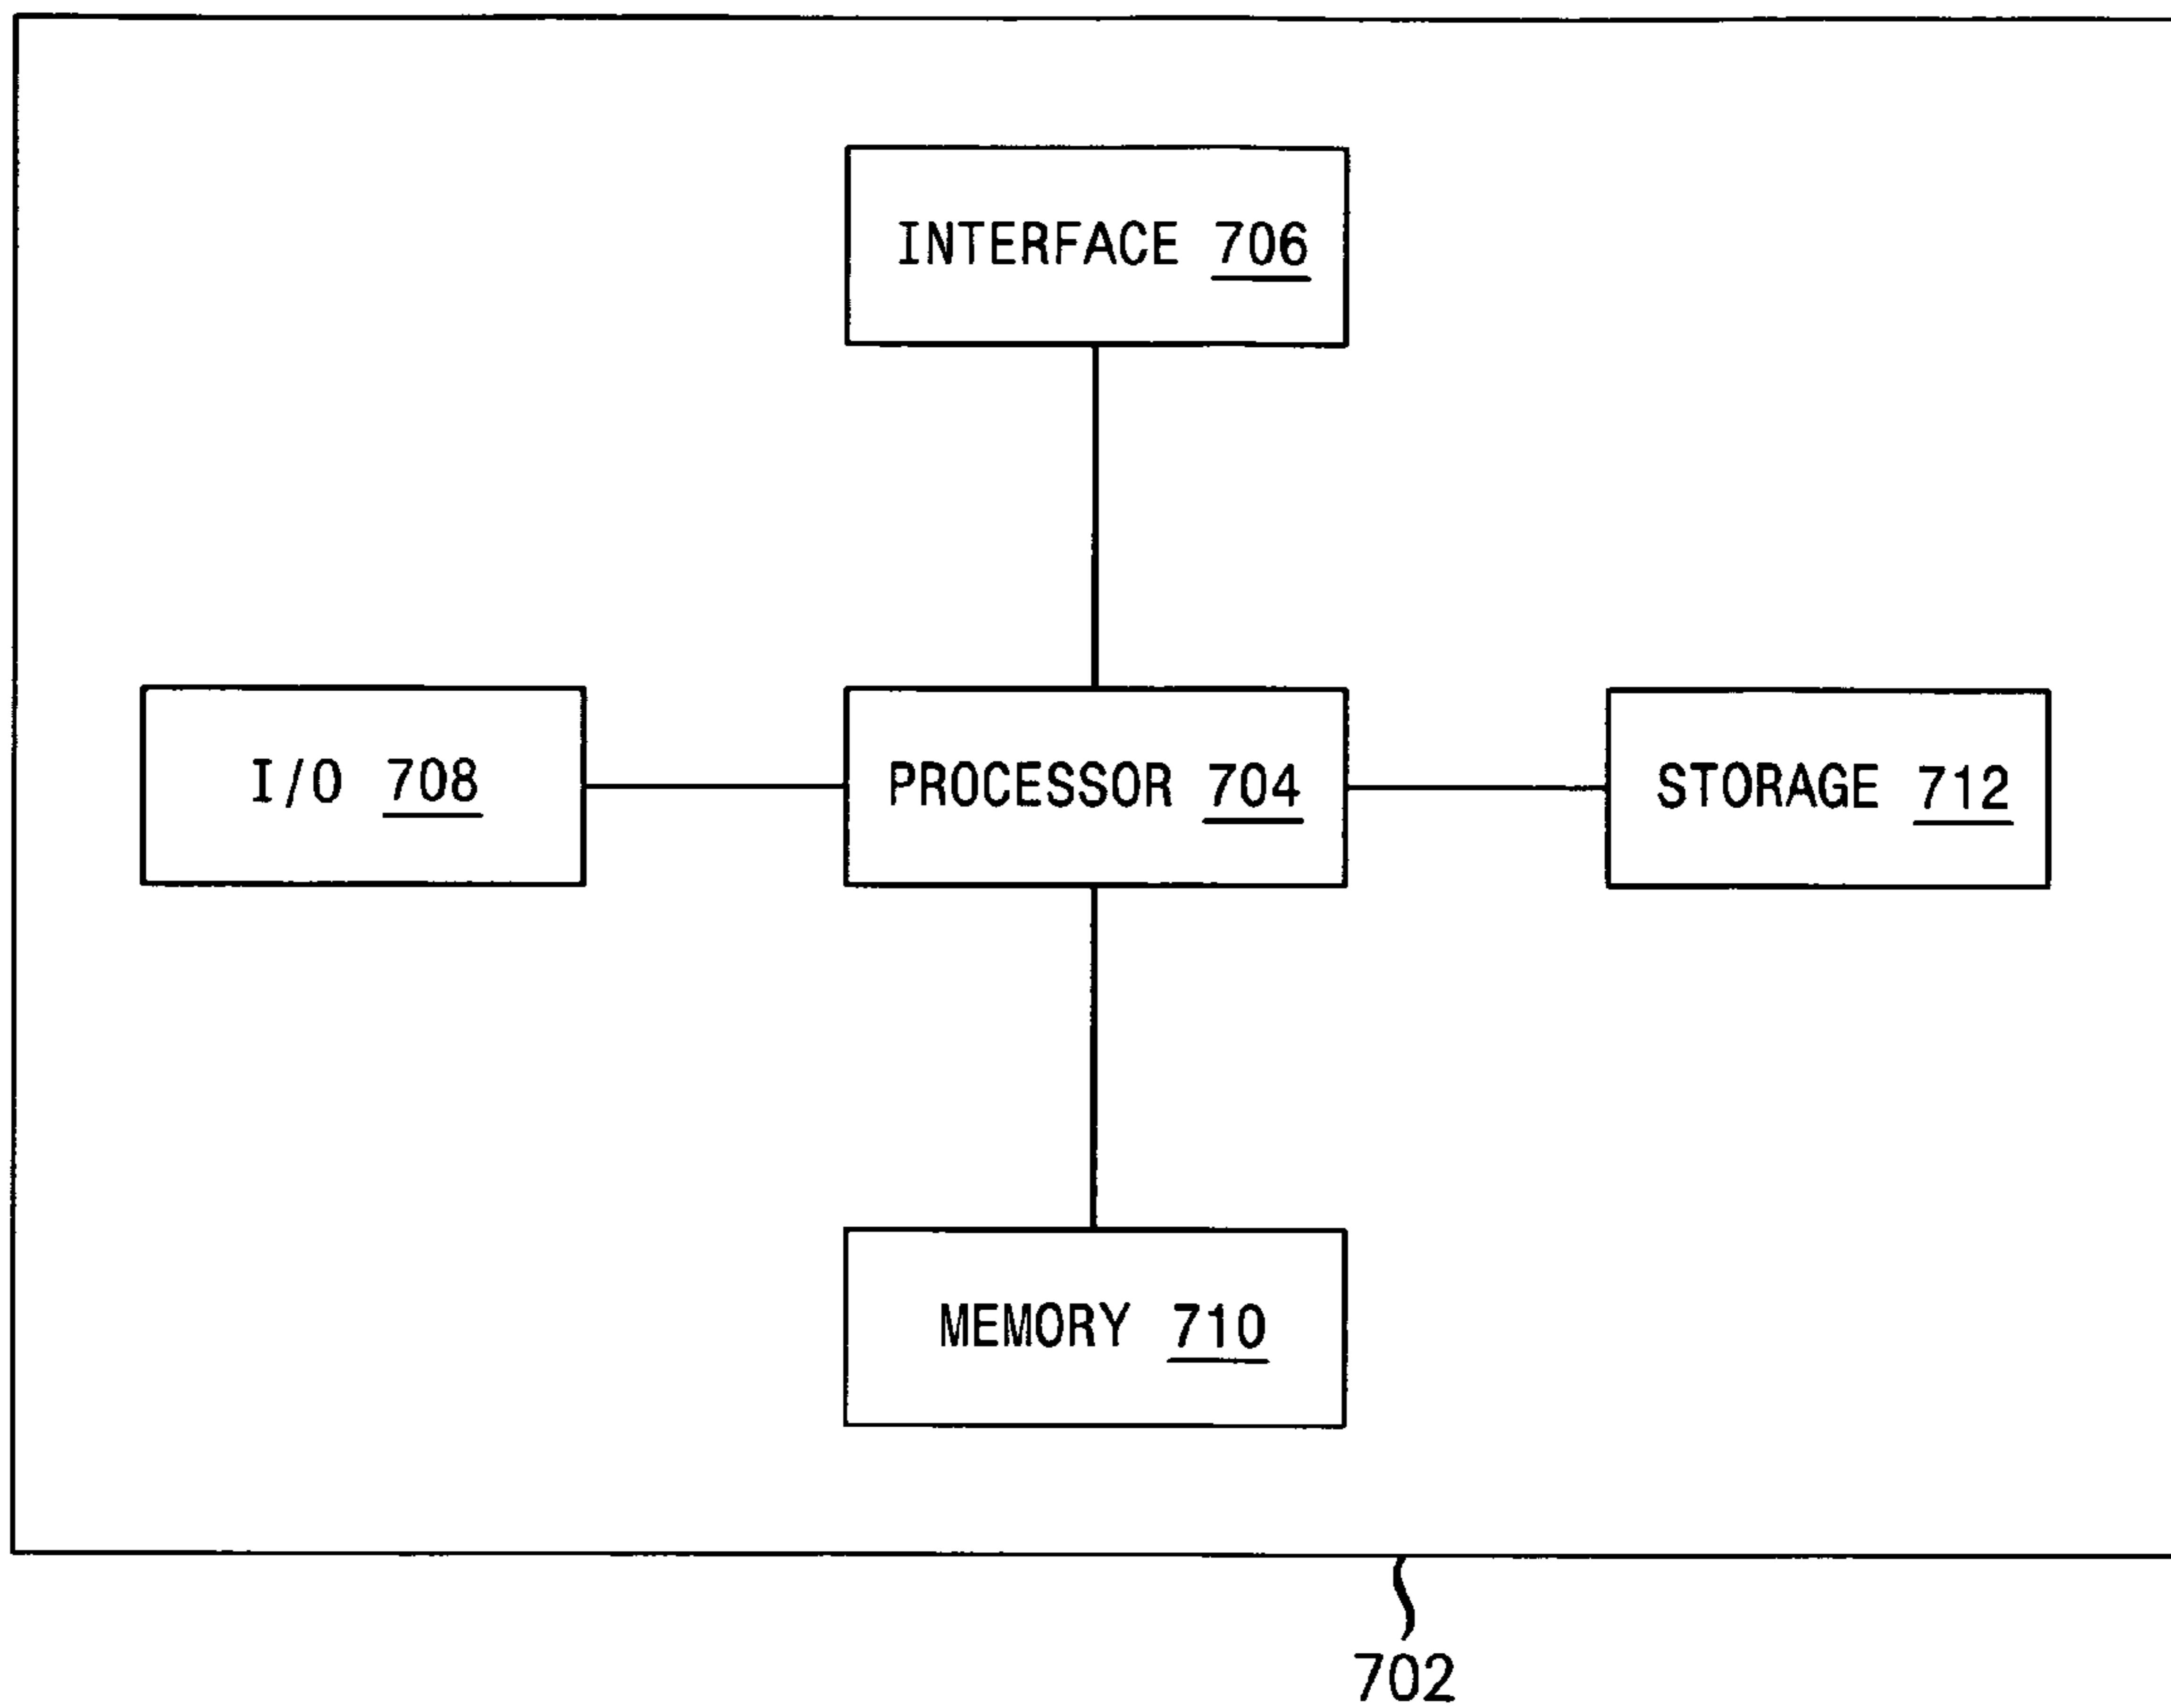 INTERFACE 706
I/O 708
PROCESSOR 704
STORAGE 712
MEMORY 710
702